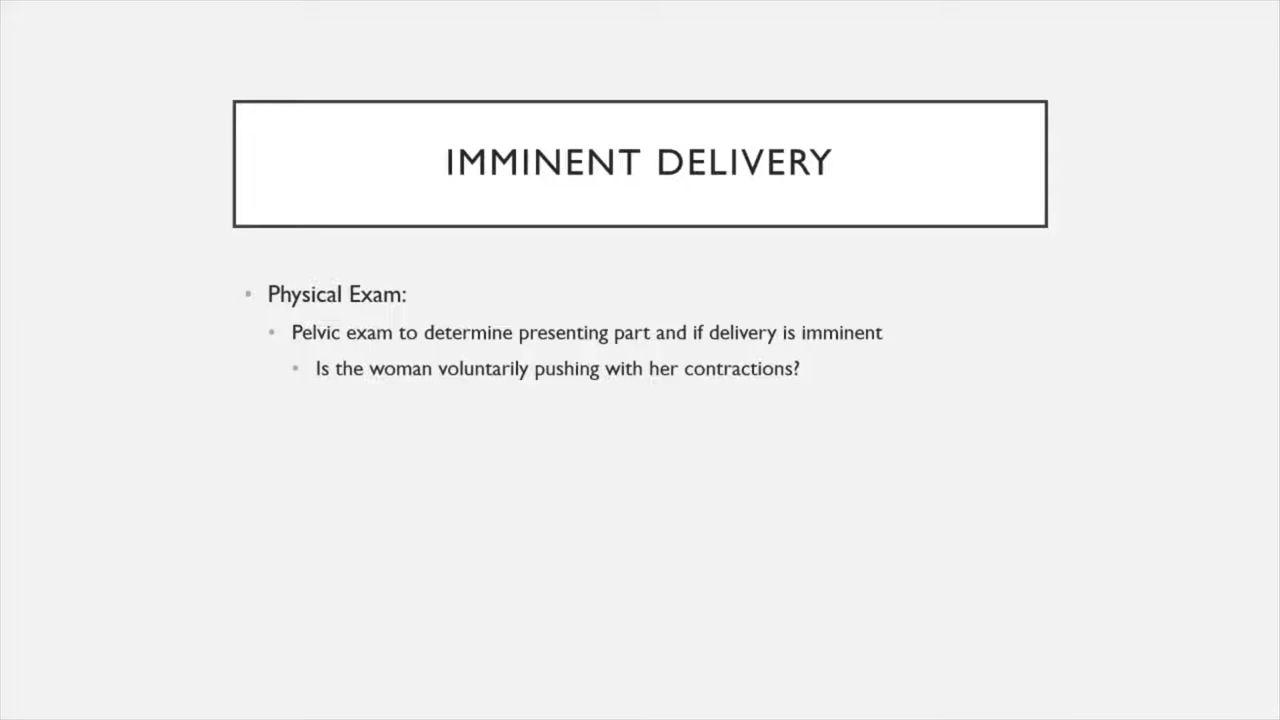 IMMINENT DELIVERY
Physical Exam:
Pelvic exam to determine presenting part and if delivery is imminent
Is the woman voluntarily pushing with her contractions?